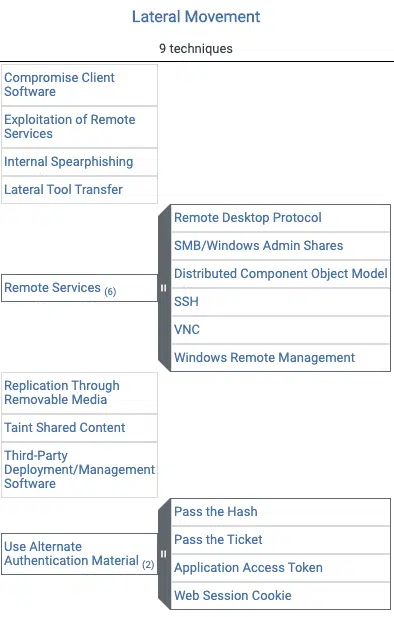 Lateral Movement
9 techniques
Compromise Client
Software
Exploitation of Remote
Services
Internal Spearphishing
Lateral Tool Transfer
Remote Services (6)
Remote Desktop Protocol
SMB/Windows Admin Shares
Distributed Component Object Model
SSH
VNC
Windows Remote Management
Replication Through
Removable Media
Taint Shared Content
Third-Party
Deployment/Management
Software
Use Alternate
Authentication Material (2)
Pass the Hash
Pass the Ticket
Application Access Token
Web Session Cookie